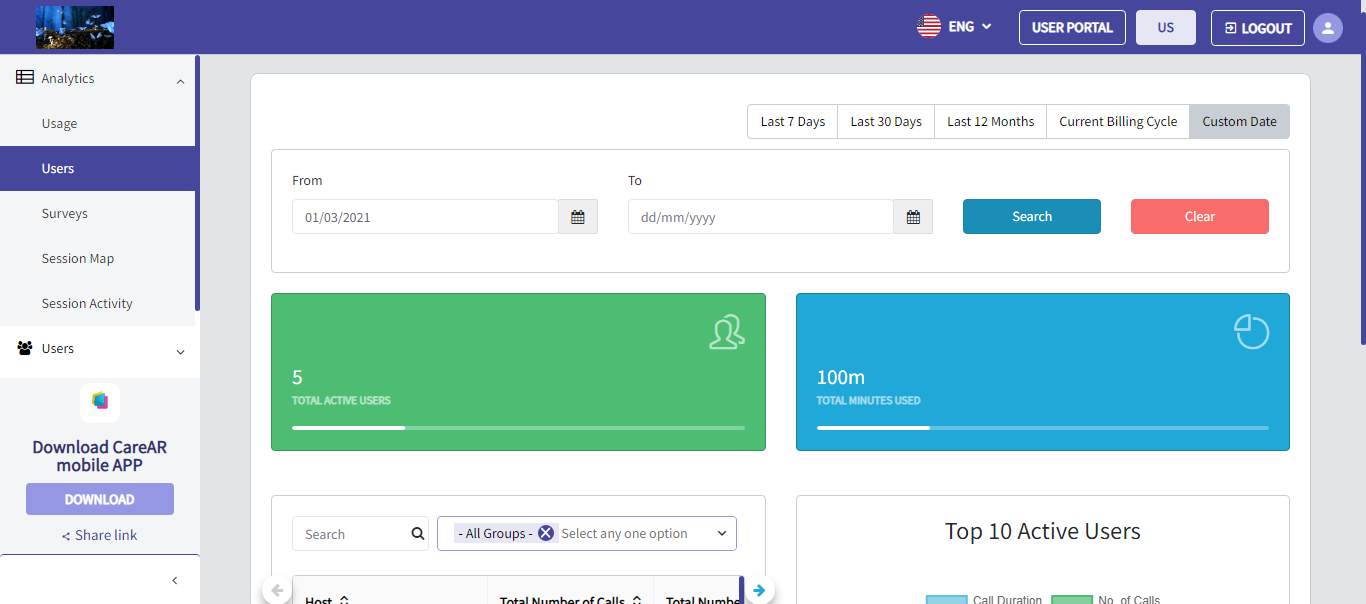 ENG
USER PORTAL
US
LOGOUT
Analytics
Usage
Users
Surveys
Session Map
Session Activity
Users
Download CareAR
mobile APP
DOWNLOAD
Share link
Last 7 Days
Last 30 Days
Last 12 Months
Current Billing Cycle
Custom Date
From
To
01/03/2021
dd/mm/yyyy
Search
Clear
5
TOTAL ACTIVE USERS
100m
TOTAL MINUTES USED
Search
- All Groups -
Select any one option
Host
Total Number of Calls
Total Numbe
Top 10 Active Users
Call Duration
No. of Calls